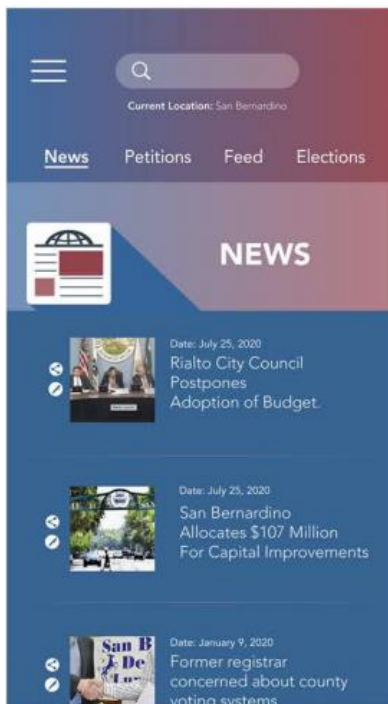 Current Location: San Bernardino
News Petitions Feed Elections
NEWS
Date: July 25, 2020
Rialto City Council
Postpones
Adoption of Budget.
Date: July 25, 2020
San Bernardino
Allocates $107 Million
For Capital Improvements
San B
De
Date: January 9, 2020
Former registrar
concerned about county
voting systems